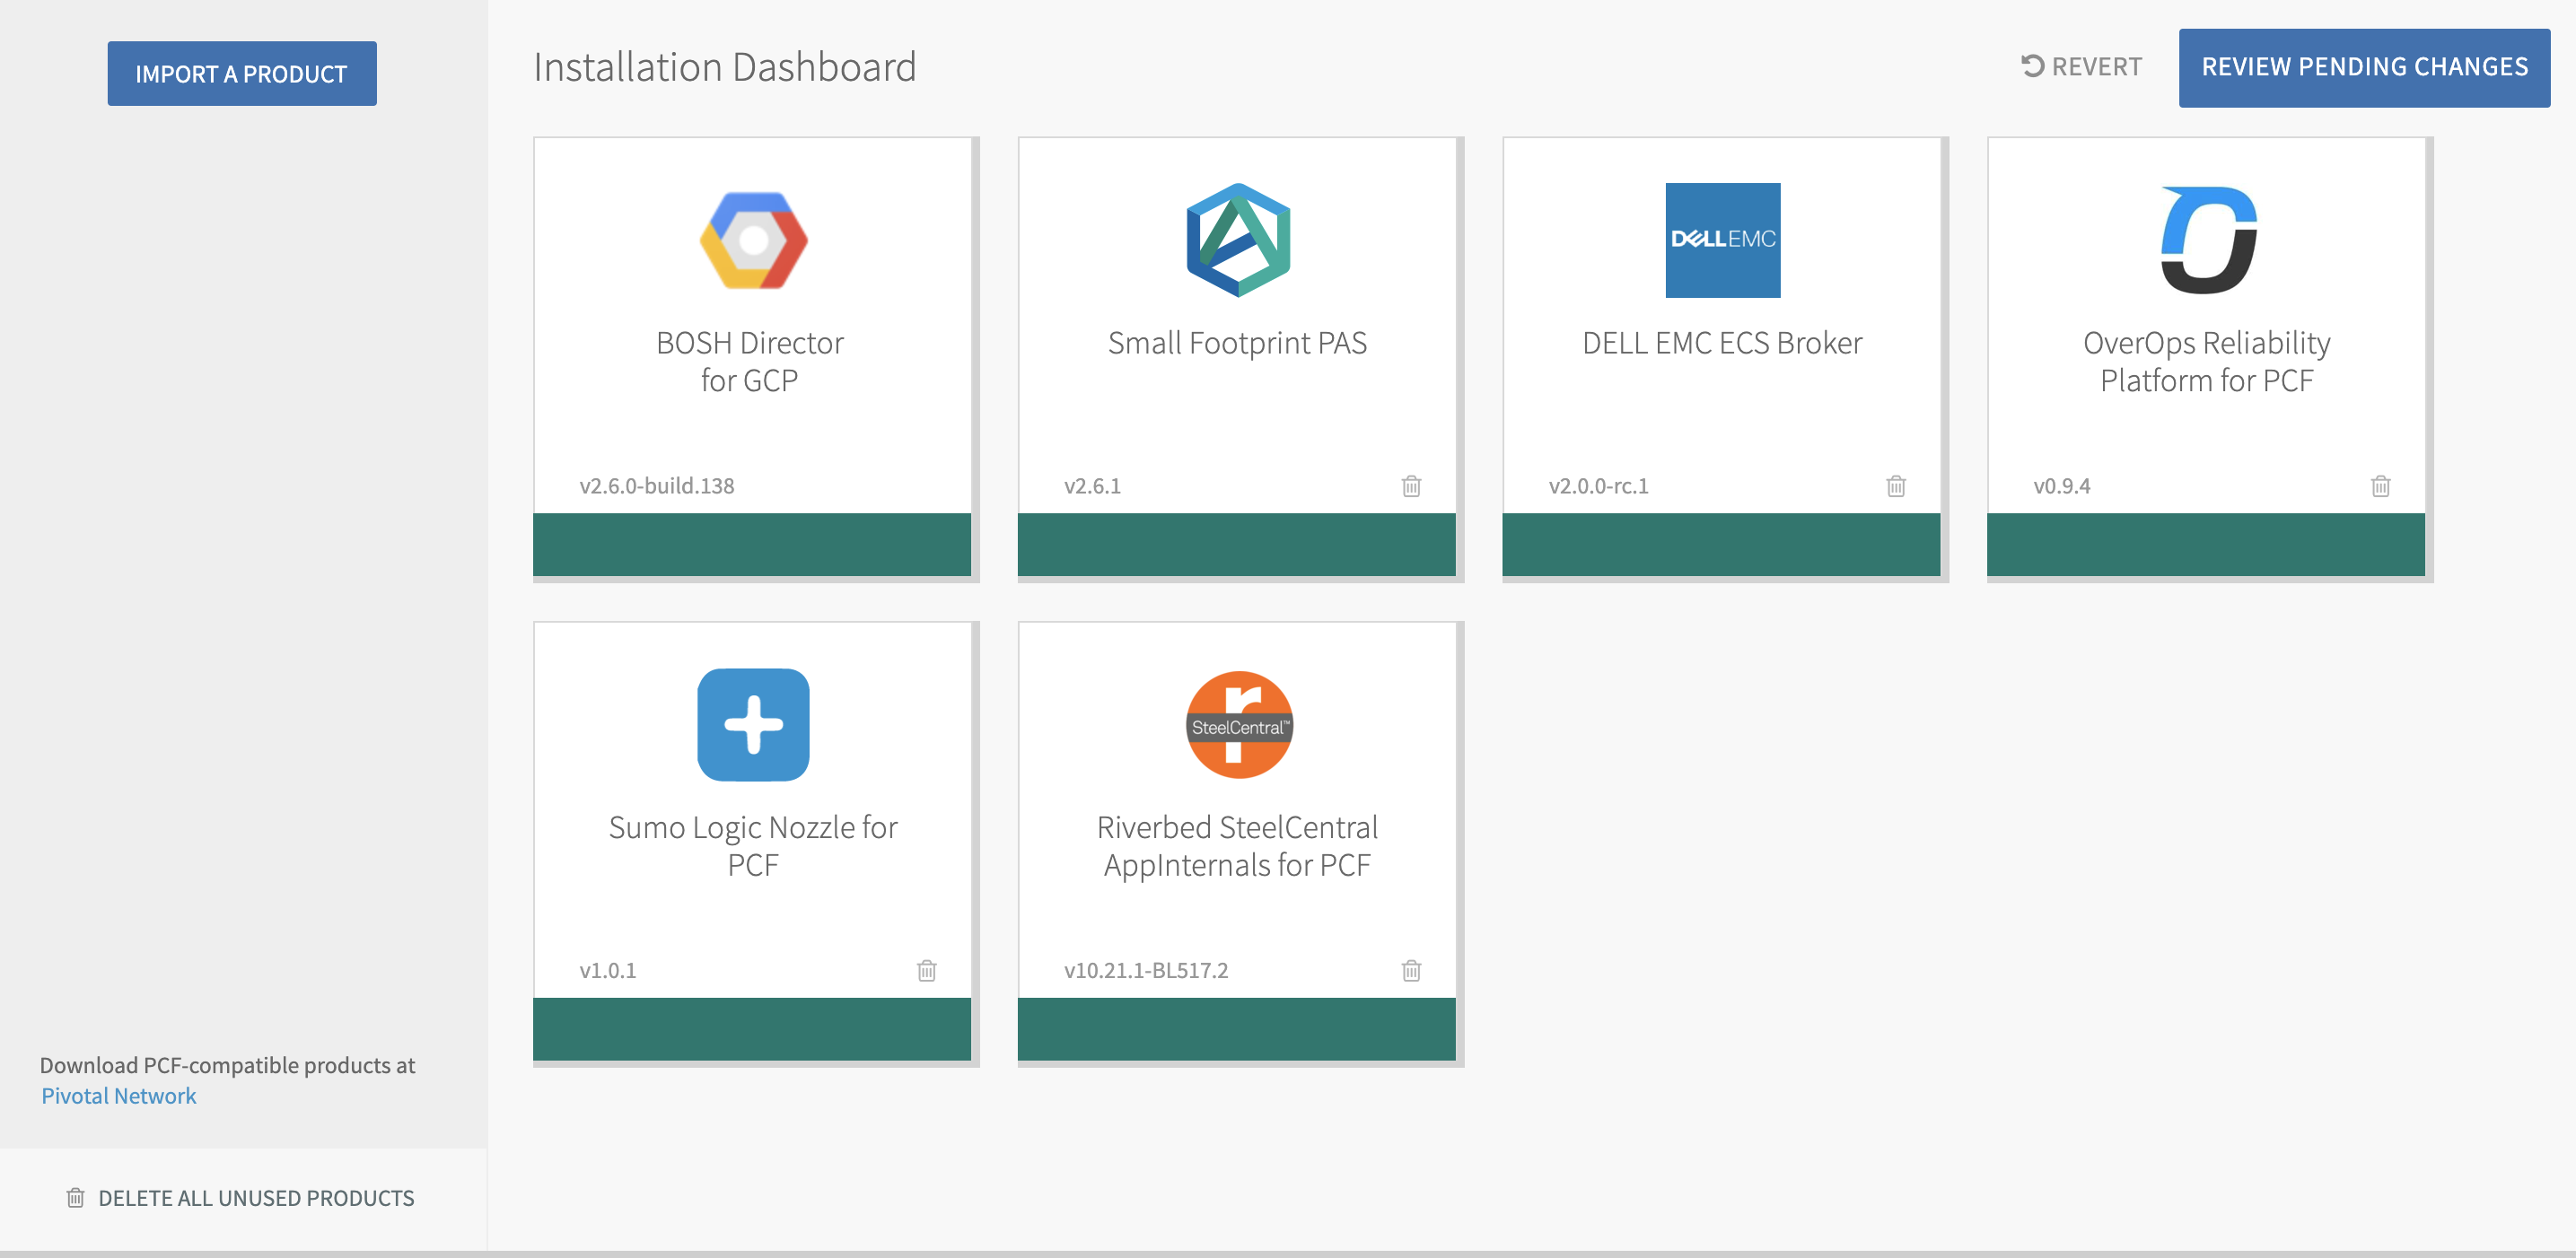 IMPORT A PRODUCT
Installation Dashboard
REVERT
REVIEW PENDING CHANGES
BOSH Director
for GCP
v2.6.0-build.138
Small Footprint PAS
v2.6.1
DELLEMC
DELL EMC ECS Broker
v2.0.0-rc.1
OverOps Reliability
Platform for PCF
v0.9.4
Sumo Logic Nozzle for
PCF
v1.0.1
r
SteelCentral™
Riverbed SteelCentral
AppInternals for PCF
v10.21.1-BL517.2
Download PCF-compatible products at
Pivotal Network
DELETE ALL UNUSED PRODUCTS